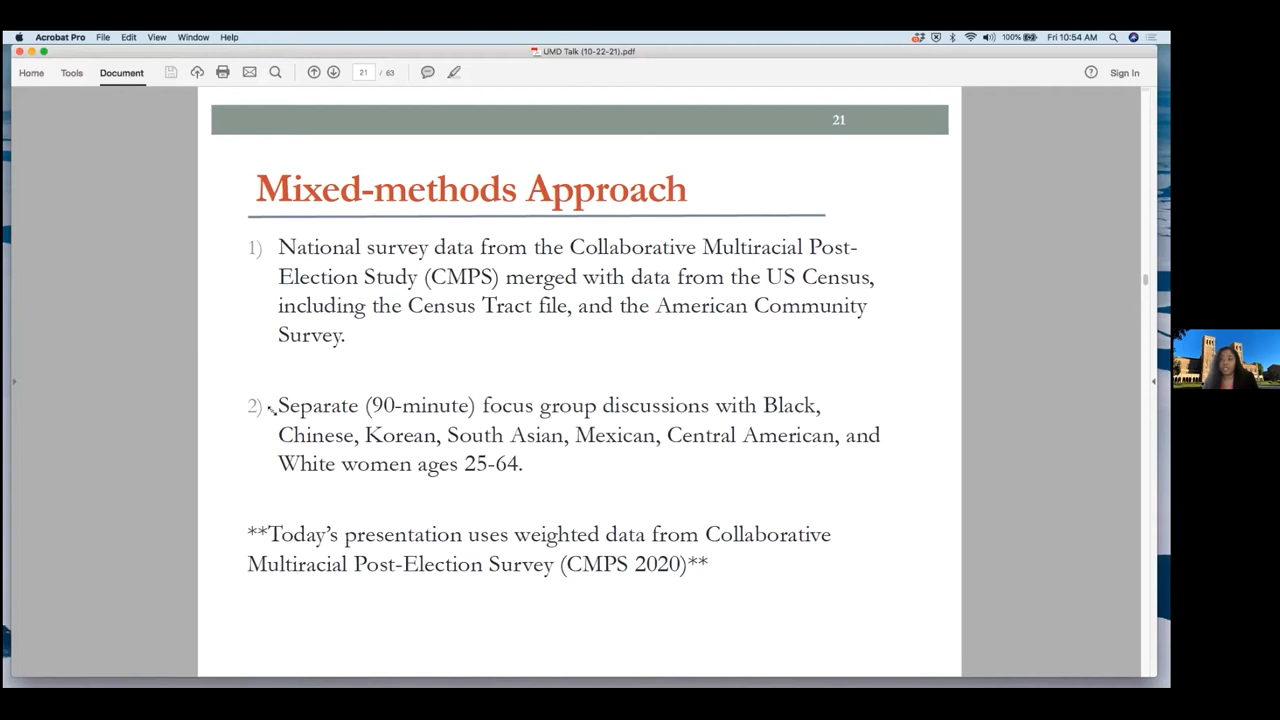 Acrobat Pro File Edit View Window Help 100% Fri 10:54 AM
UMD Talk (10-22-21).pdf
Home Tools Document 21 / 63 Sign In
21
Mixed-methods Approach
1) National survey data from the Collaborative Multiracial Post-
Election Study (CMPS) merged with data from the US Census,
including the Census Tract file, and the American Community
Survey.
2) Separate (90-minute) focus group discussions with Black,
Chinese, Korean, South Asian, Mexican, Central American, and
White women ages 25-64.
**Today’s presentation uses weighted data from Collaborative
Multiracial Post-Election Survey (CMPS 2020)**